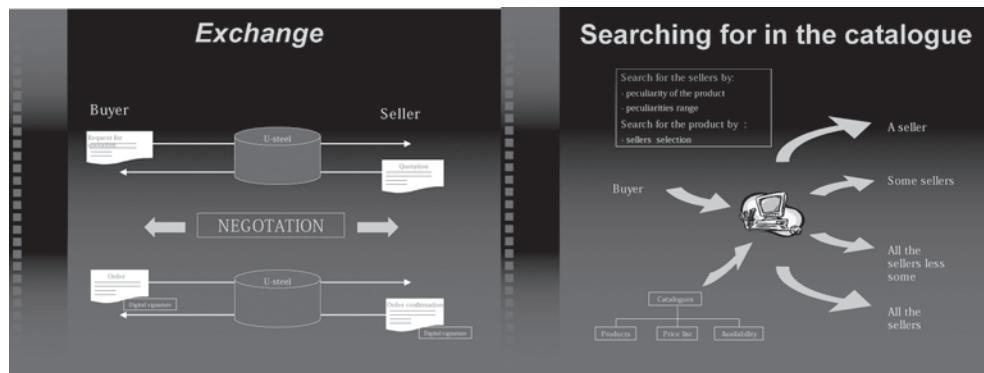 Exchange
Buyer
Seller
Request for
quotation
U-steel
Quotation
NEGOTATION
Order
Digital signature
U-steel
Order confirmation
Digital signature
Searching for in the catalogue
Search for the sellers by:
- peculiarity of the product
- peculiarities range
Search for the product by :
- sellers selection
A seller
Buyer
Some sellers
All the
sellers less
some
All the
sellers
Catalogues
Products
Price list
Availability